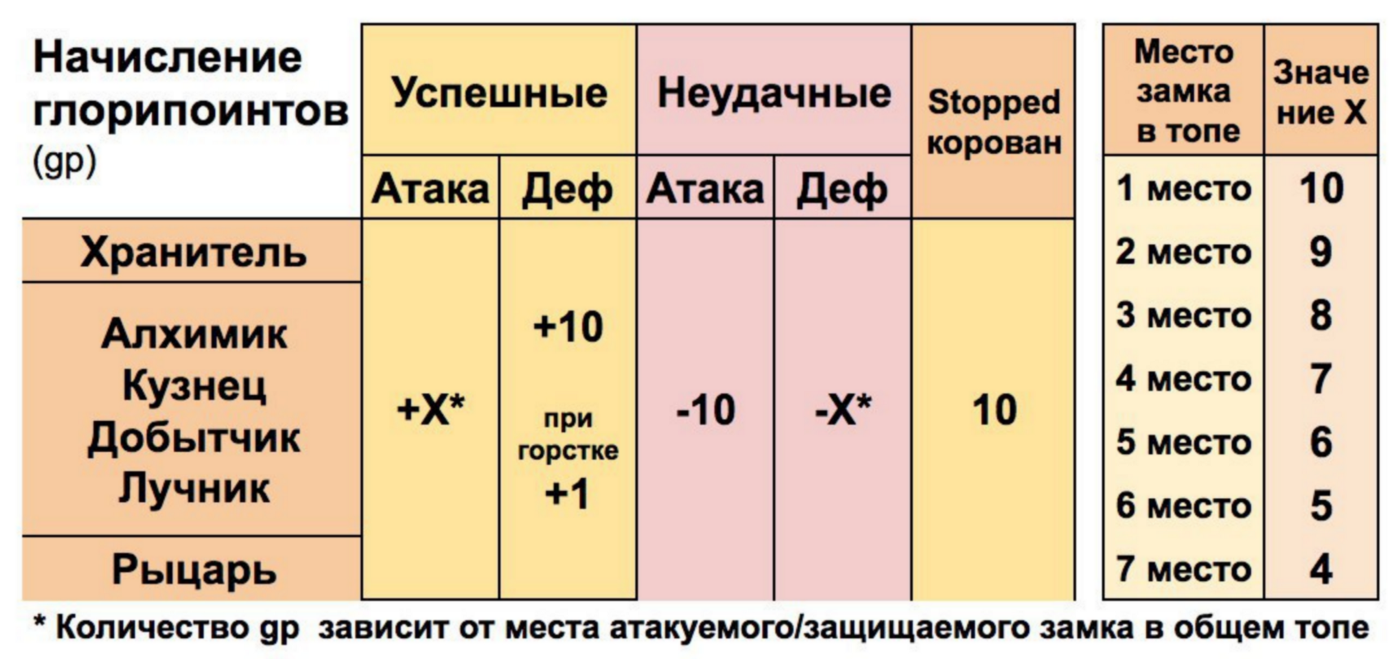 Начисление
глорипоинтов
(gp)
Успешные
Неудачные
Stopped
корован
Атака
Деф
Атака
Деф
Хранитель
Алхимик
Кузнец
Добытчик
Лучник
Рыцарь
+X*
+10
при
горстке
+1
-10
-X*
10
Место
замка
в топе
Значе
ние X
1 место 10
2 место 9
3 место 8
4 место 7
5 место 6
6 место 5
7 место 4
* Количество gp зависит от места атакуемого/защищаемого замка в общем топе